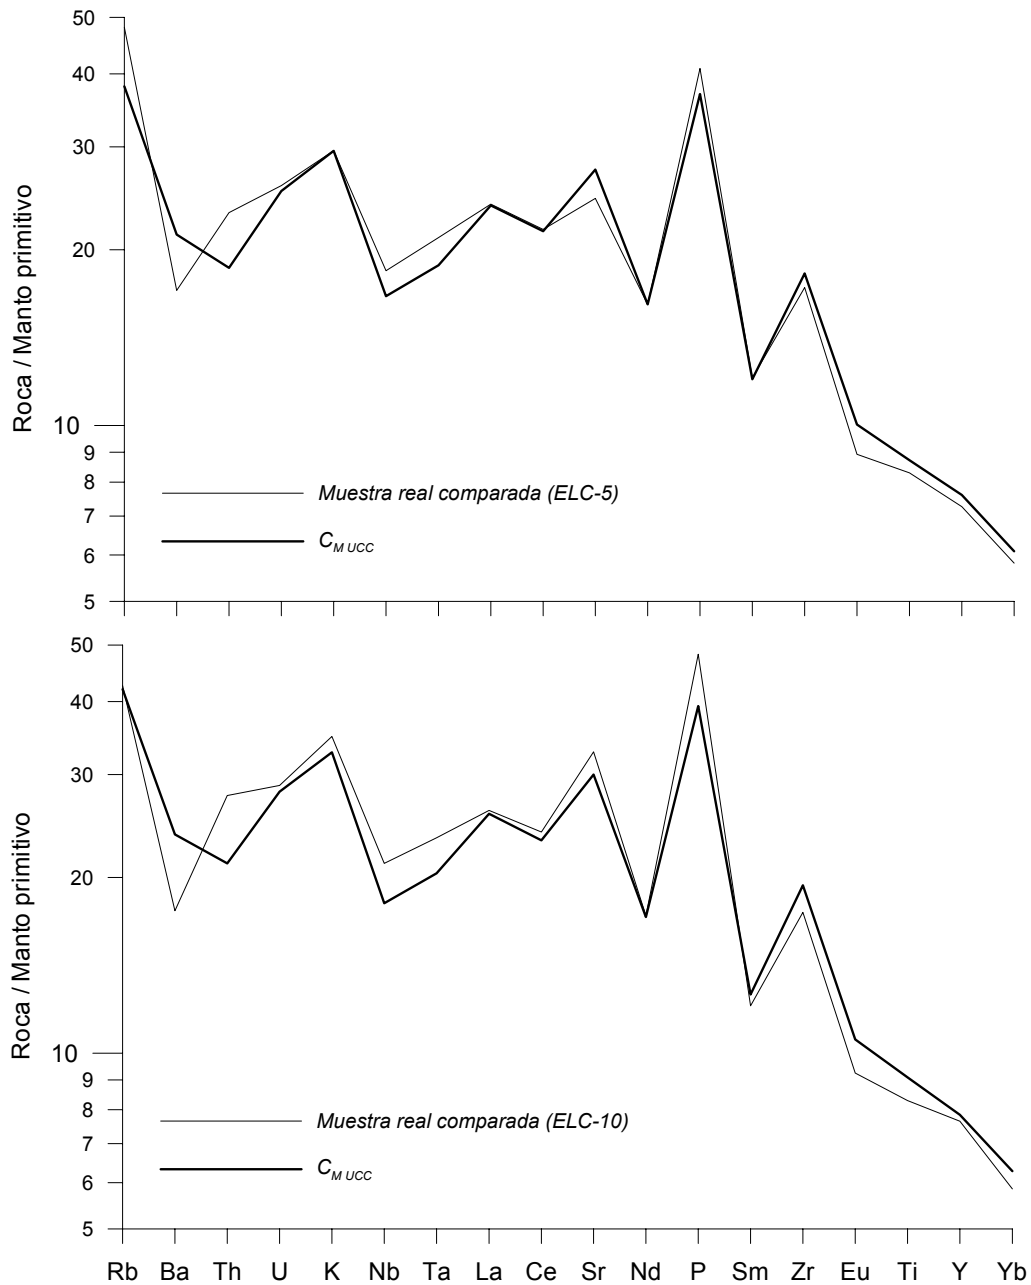 50
40
30
20
10
9
8
7
6
5
Roca / Manto primitivo
Muestra real comparada (ELC-5)
C M UCC
50
40
30
20
10
9
8
7
6
5
Roca / Manto primitivo
Muestra real comparada (ELC-10)
C M UCC
Rb Ba Th U K Nb Ta La Ce Sr Nd P Sm Zr Eu Ti Y Yb